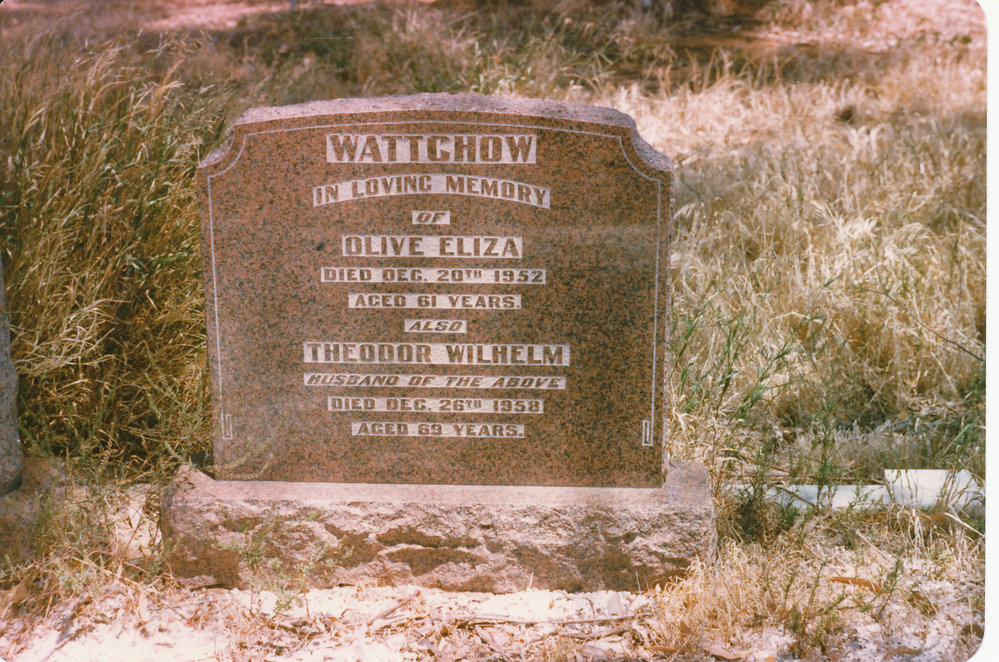 WATTCHOW
IN LOVING MEMORY
OF
OLIVE ELIZA
DIED DEC. 20TH 1952
AGED 61 YEARS.
ALSO
THEODOR WILHELM
HUSBAND OF THE ABOVE
DIED DEC. 26TH 1958
AGED 69 YEARS.